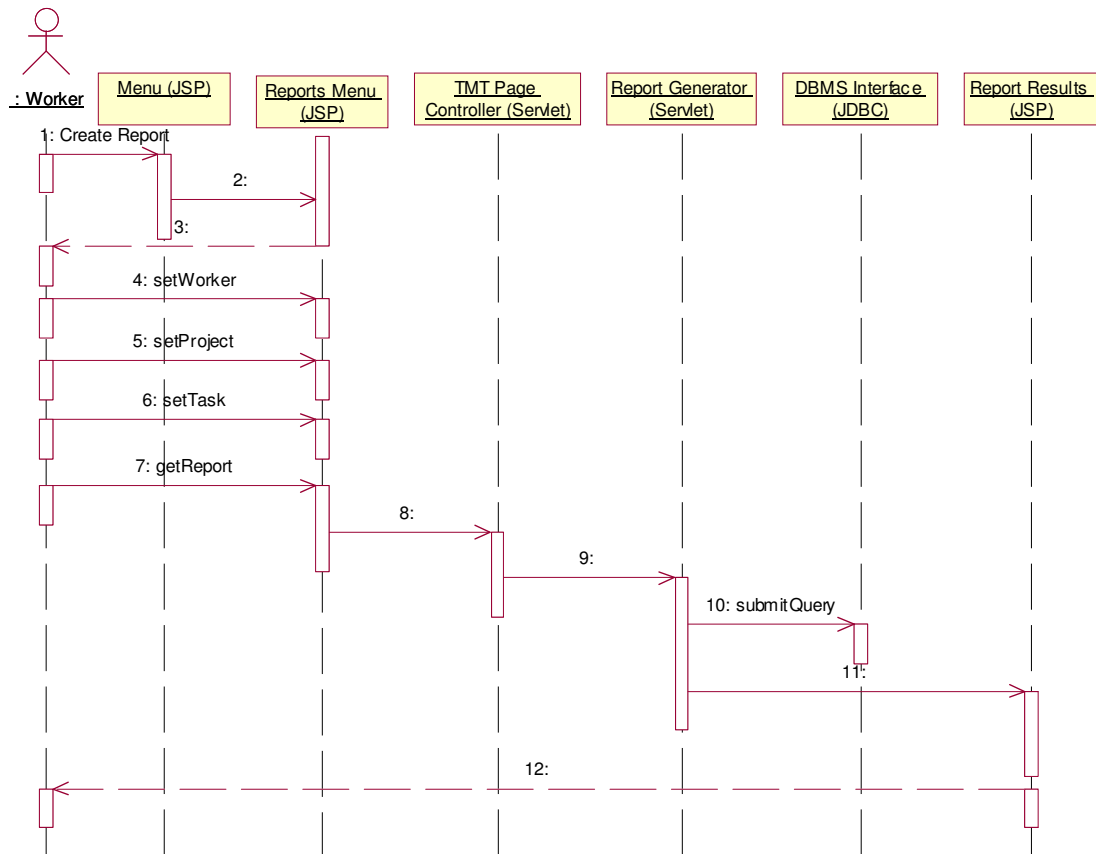 : Worker
Menu (JSP)
Reports Menu
(JSP)
TMT Page
Controller (Servlet)
Report Generator
(Servlet)
DBMS Interface
(JDBC)
Report Results
(JSP)
1: Create Report
2:
3:
4: setWorker
5: setProject
6: setTask
7: getReport
8:
9:
10: submitQuery
11:
12: